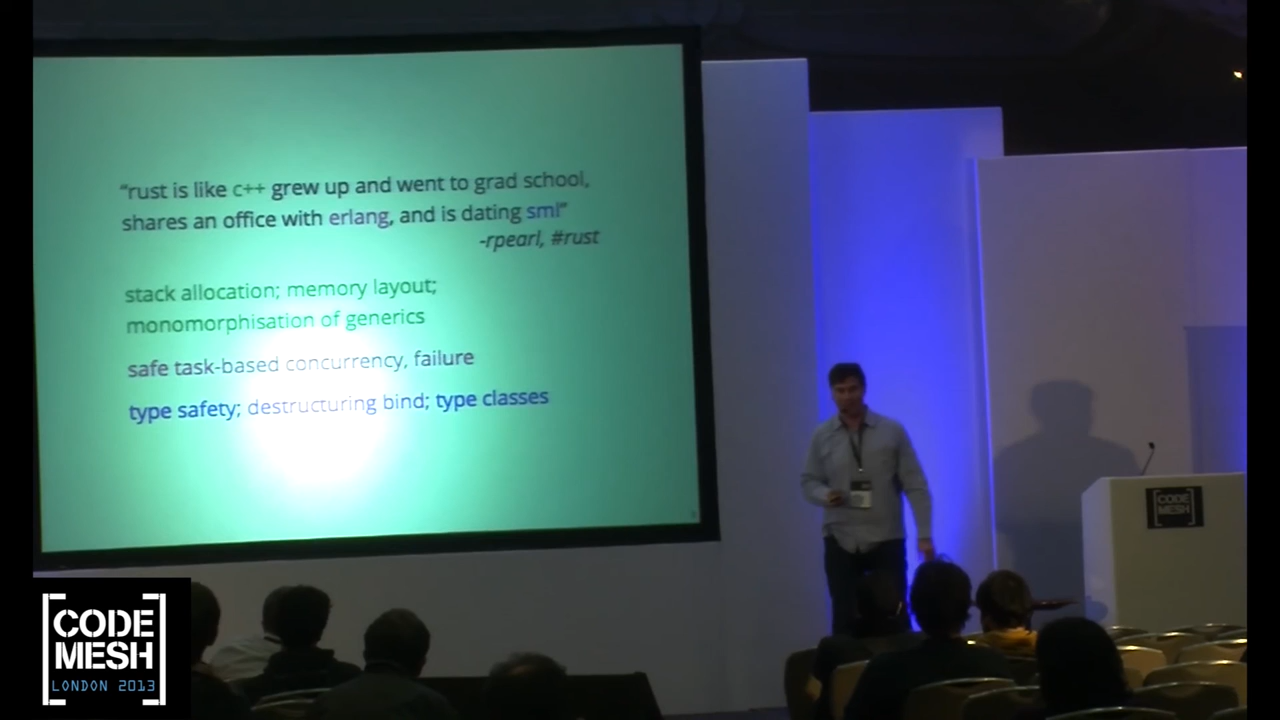 “rust is like c++ grew up and went to grad school,
shares an office with erlang, and is dating sml”
-rpearl, #rust
stack allocation; memory layout;
monomorphisation of generics
safe task-based concurrency, failure
type safety; destructuring bind; type classes
CODE
MESH
CODE
MESH
LONDON 2013